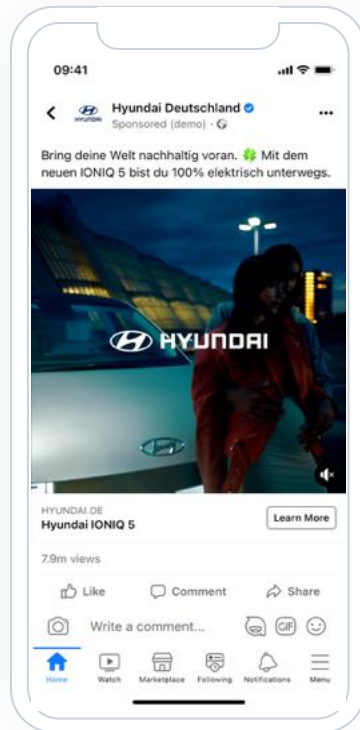 09:41
Hyundai Deutschland
Sponsored (demo) ·
Bring deine Welt nachhaltig voran. 🍀 Mit dem
neuen IONIQ 5 bist du 100% elektrisch unterwegs.
HYUNDAI
HYUNDAI.DE
Hyundai IONIQ 5
Learn More
7.9m views
Like Comment Share
Write a comment... GIF
Home Watch Marketplace Following Notifications Menu